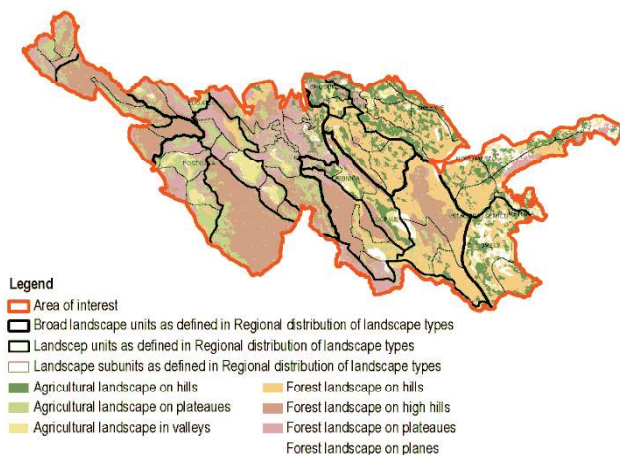 POSTOJNA
RIBNICA
Legend
Area of interest
Broad landscape units as defined in Regional distribution of landscape types
Landscep units as defined in Regional distribution of landscape types
Landscape subunits as defined in Regional distribution of landscape types
Agricultural landscape on hills
Agricultural landscape on plateaues
Agricultural landscape in valleys
Forest landscape on hills
Forest landscape on high hills
Forest landscape on plateaues
Forest landscape on planes